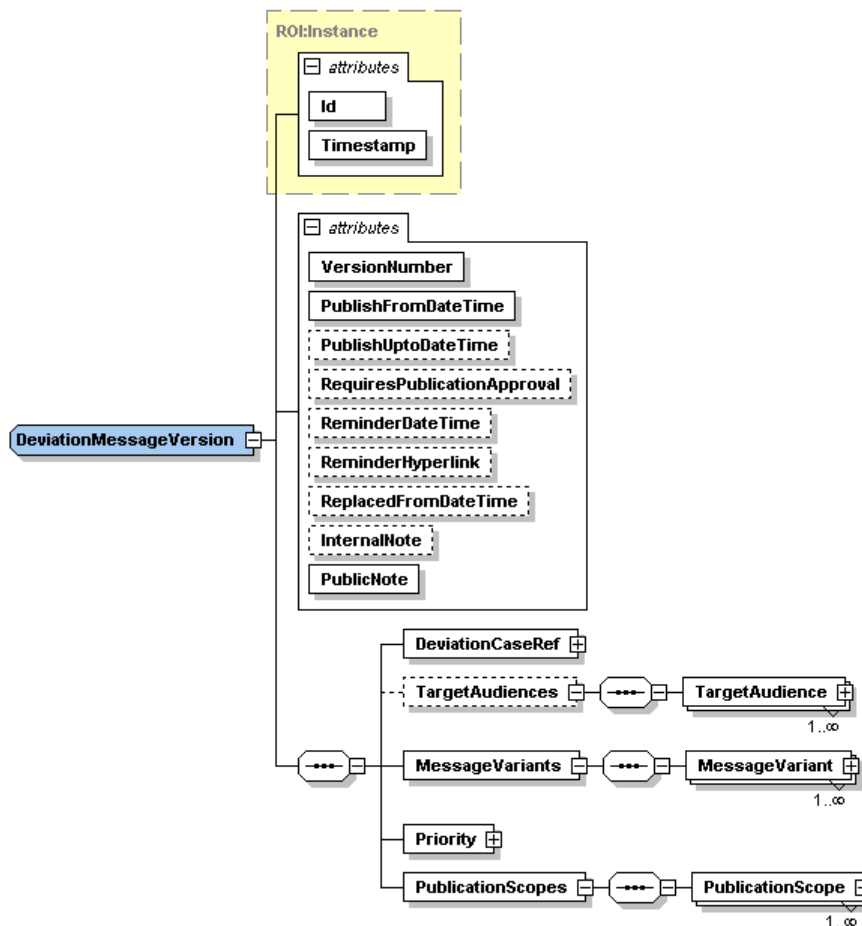 ROI:Instance
attributes
Id
Timestamp
attributes
VersionNumber
PublishFromDateTime
PublishUptoDateTime
RequiresPublicationApproval
ReminderDateTime
ReminderHyperlink
ReplacedFromDateTime
InternalNote
PublicNote
DeviationMessageVersion
DeviationCaseRef
TargetAudiences
TargetAudience
1..∞
MessageVariants
MessageVariant
1..∞
Priority
PublicationScopes
PublicationScope
1..∞